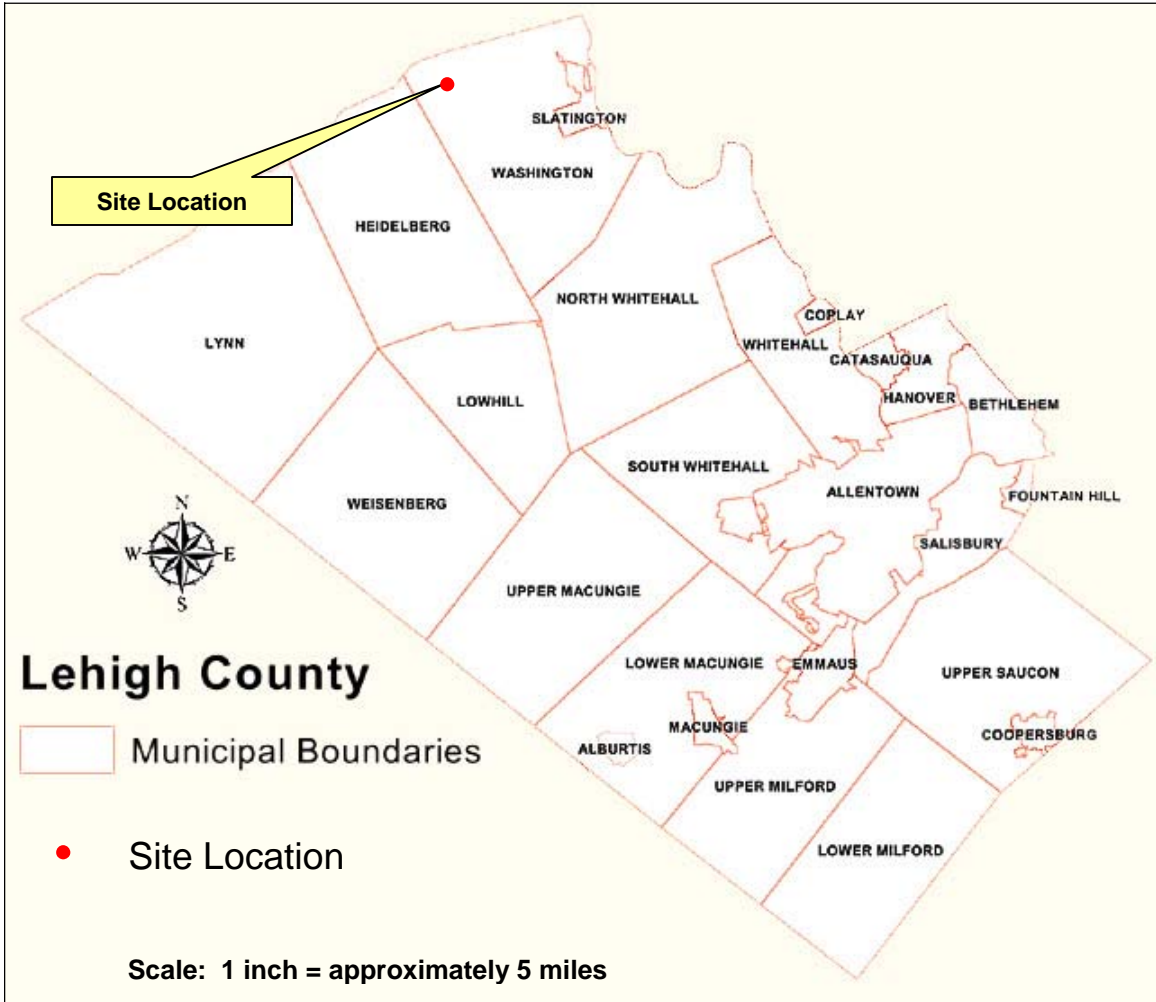 SLATINGTON
WASHINGTON
Site Location
HEIDELBERG
NORTH WHITEHALL
COPLAY
LYNN
WHITEHALL
CATASAUQUA
LOWHILL
HANOVER
BETHLEHEM
SOUTH WHITEHALL
ALLENTOWN
FOUNTAIN HILL
WEISENBERG
N
W E
S
SALISBURY
UPPER MACUNGIE
Lehigh County
LOWER MACUNGIE
EMMAUS
UPPER SAUCON
MACUNGIE
COOPERSBURG
ALBURTIS
Municipal Boundaries
UPPER MILFORD
LOWER MILFORD
Site Location
Scale: 1 inch = approximately 5 miles